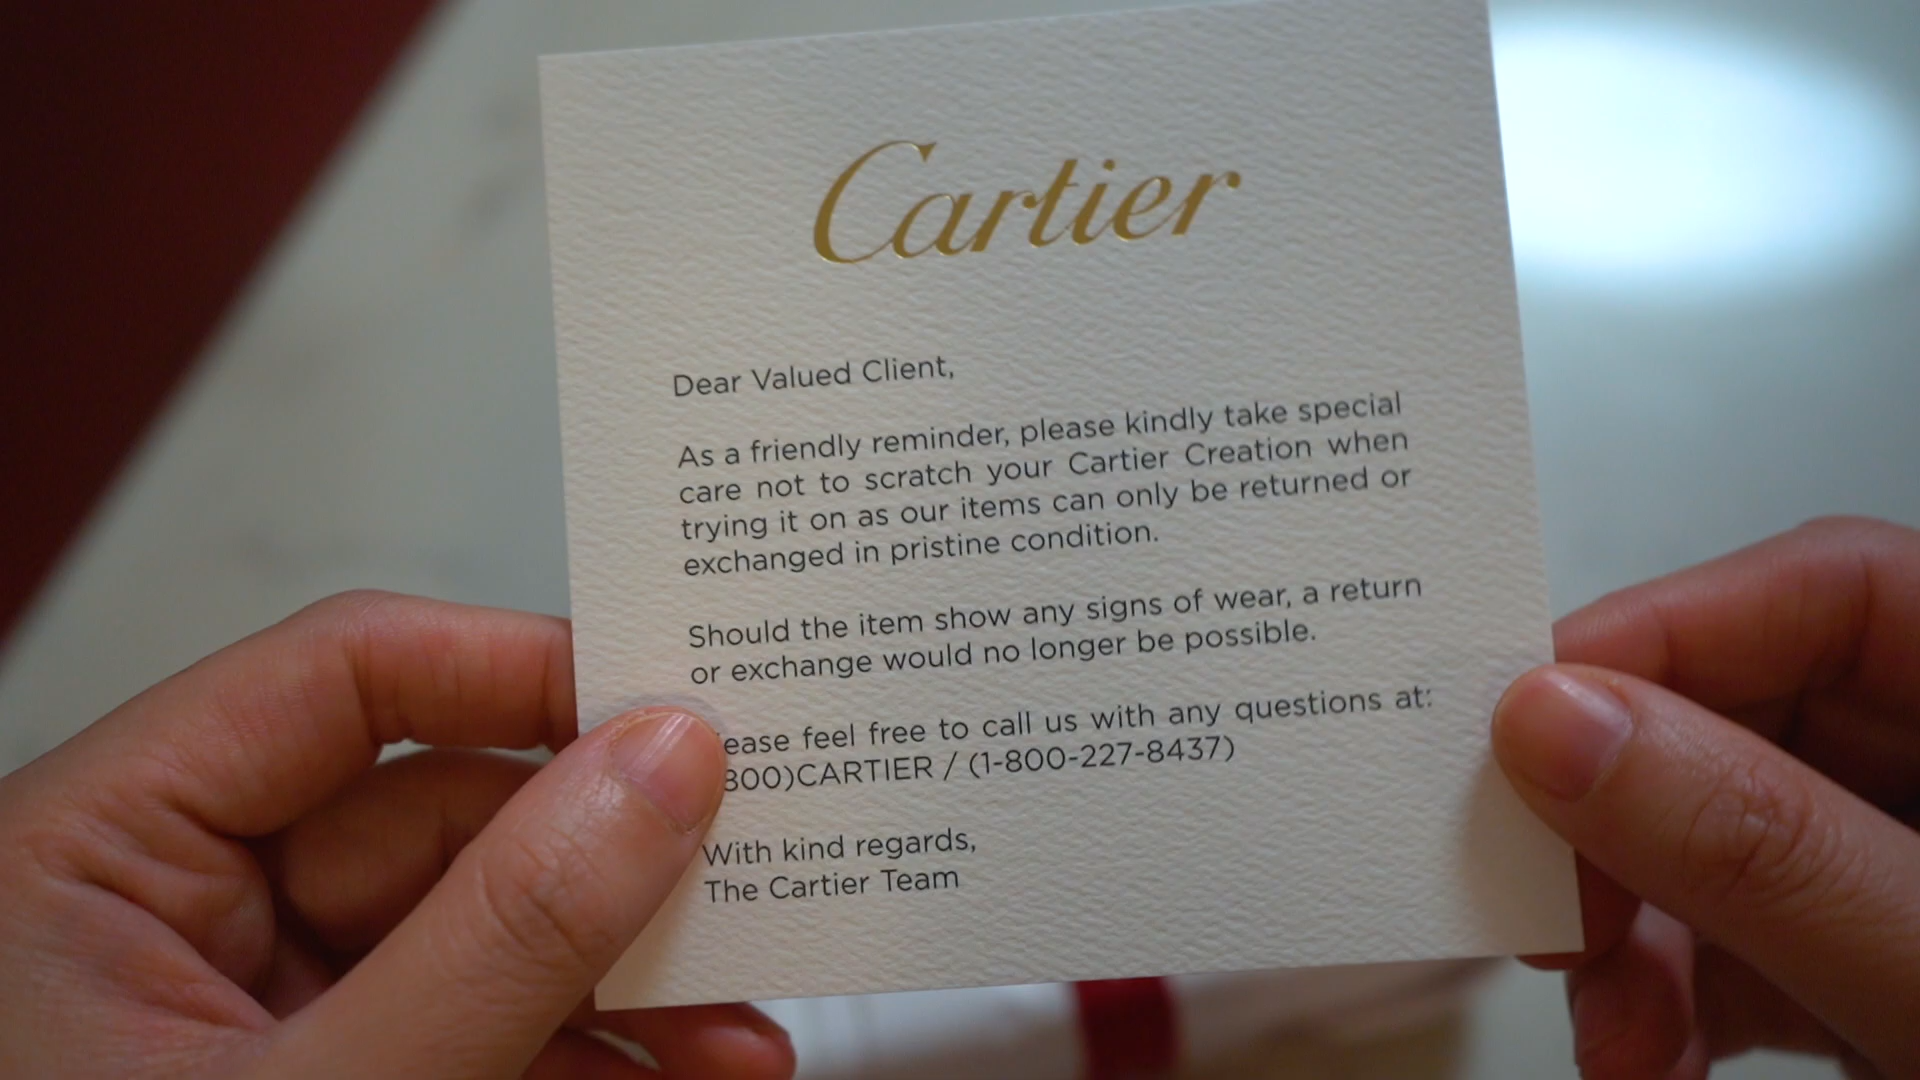 Cartier
Dear Valued Client,
As a friendly reminder, please kindly take special
care not to scratch your Cartier Creation when
trying it on as our items can only be returned or
exchanged in pristine condition.
Should the item show any signs of wear, a return
or exchange would no longer be possible.
feel free to call us with any questions at:
800)CARTIER / (1-800-227-8437)
With kind regards,
The Cartier Team